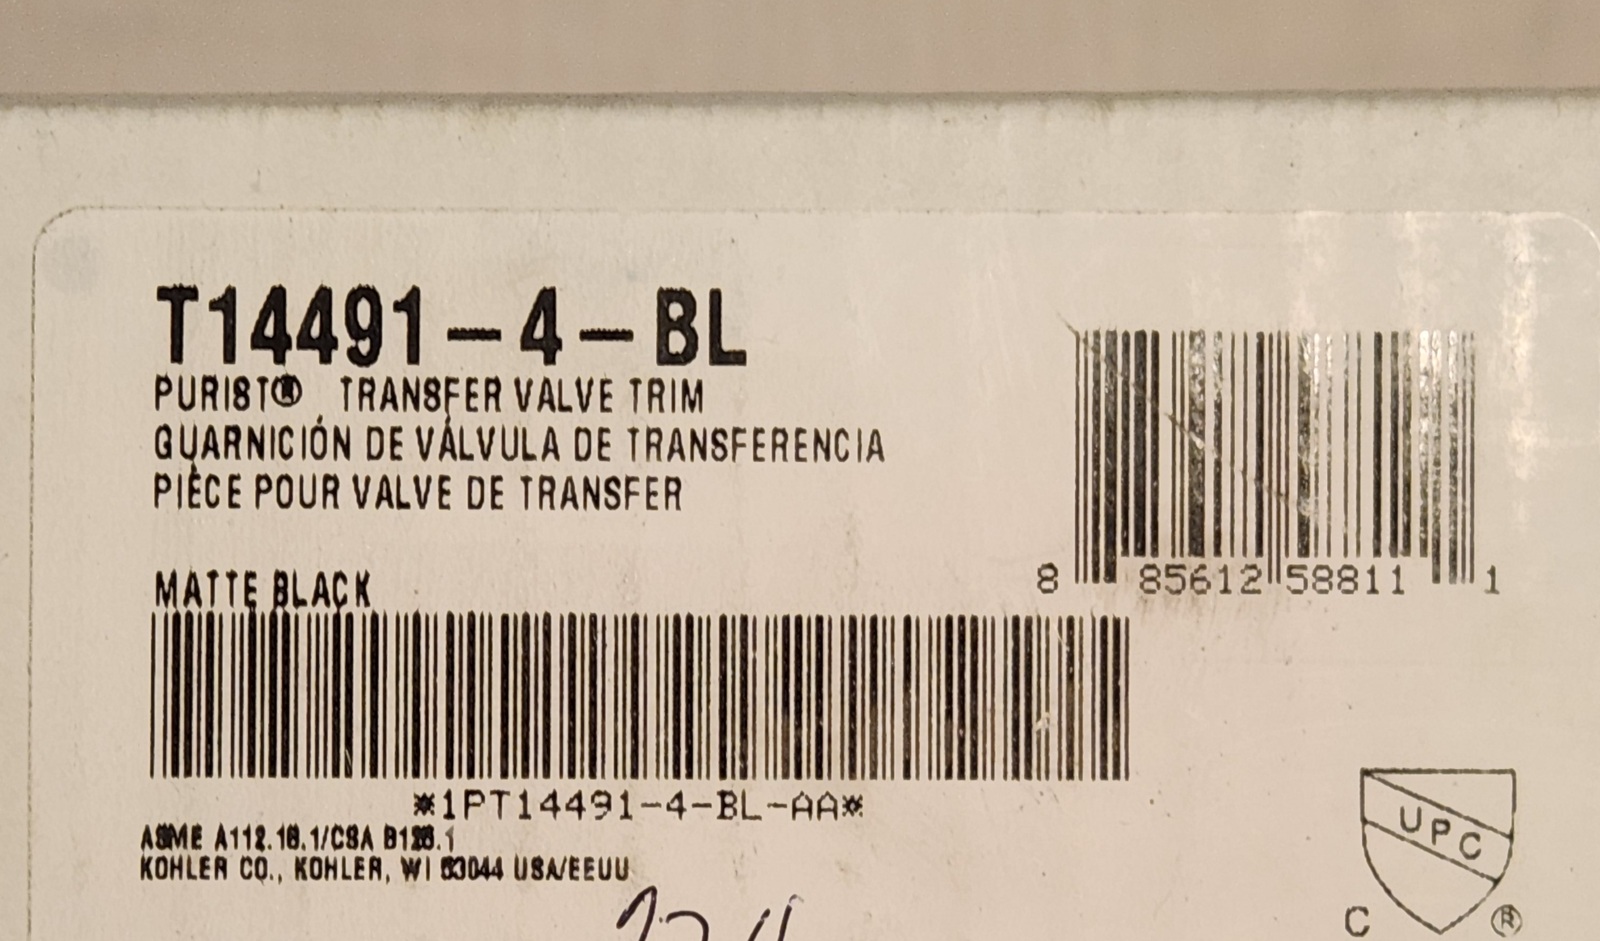 T14491-4-BL
PURIST® TRANSFER VALVE TRIM
GUARNICIÓN DE VÁLVULA DE TRANSFERENCIA
PIÈCE POUR VALVE DE TRANSFER
MATTE BLACK
8 85612 58811 1
*1PT14491-4-BL-AA*
ASME A112.18.1/CSA B125.1
KOHLER CO., KOHLER, WI 53044 USA/EEUU
UPC
C ®